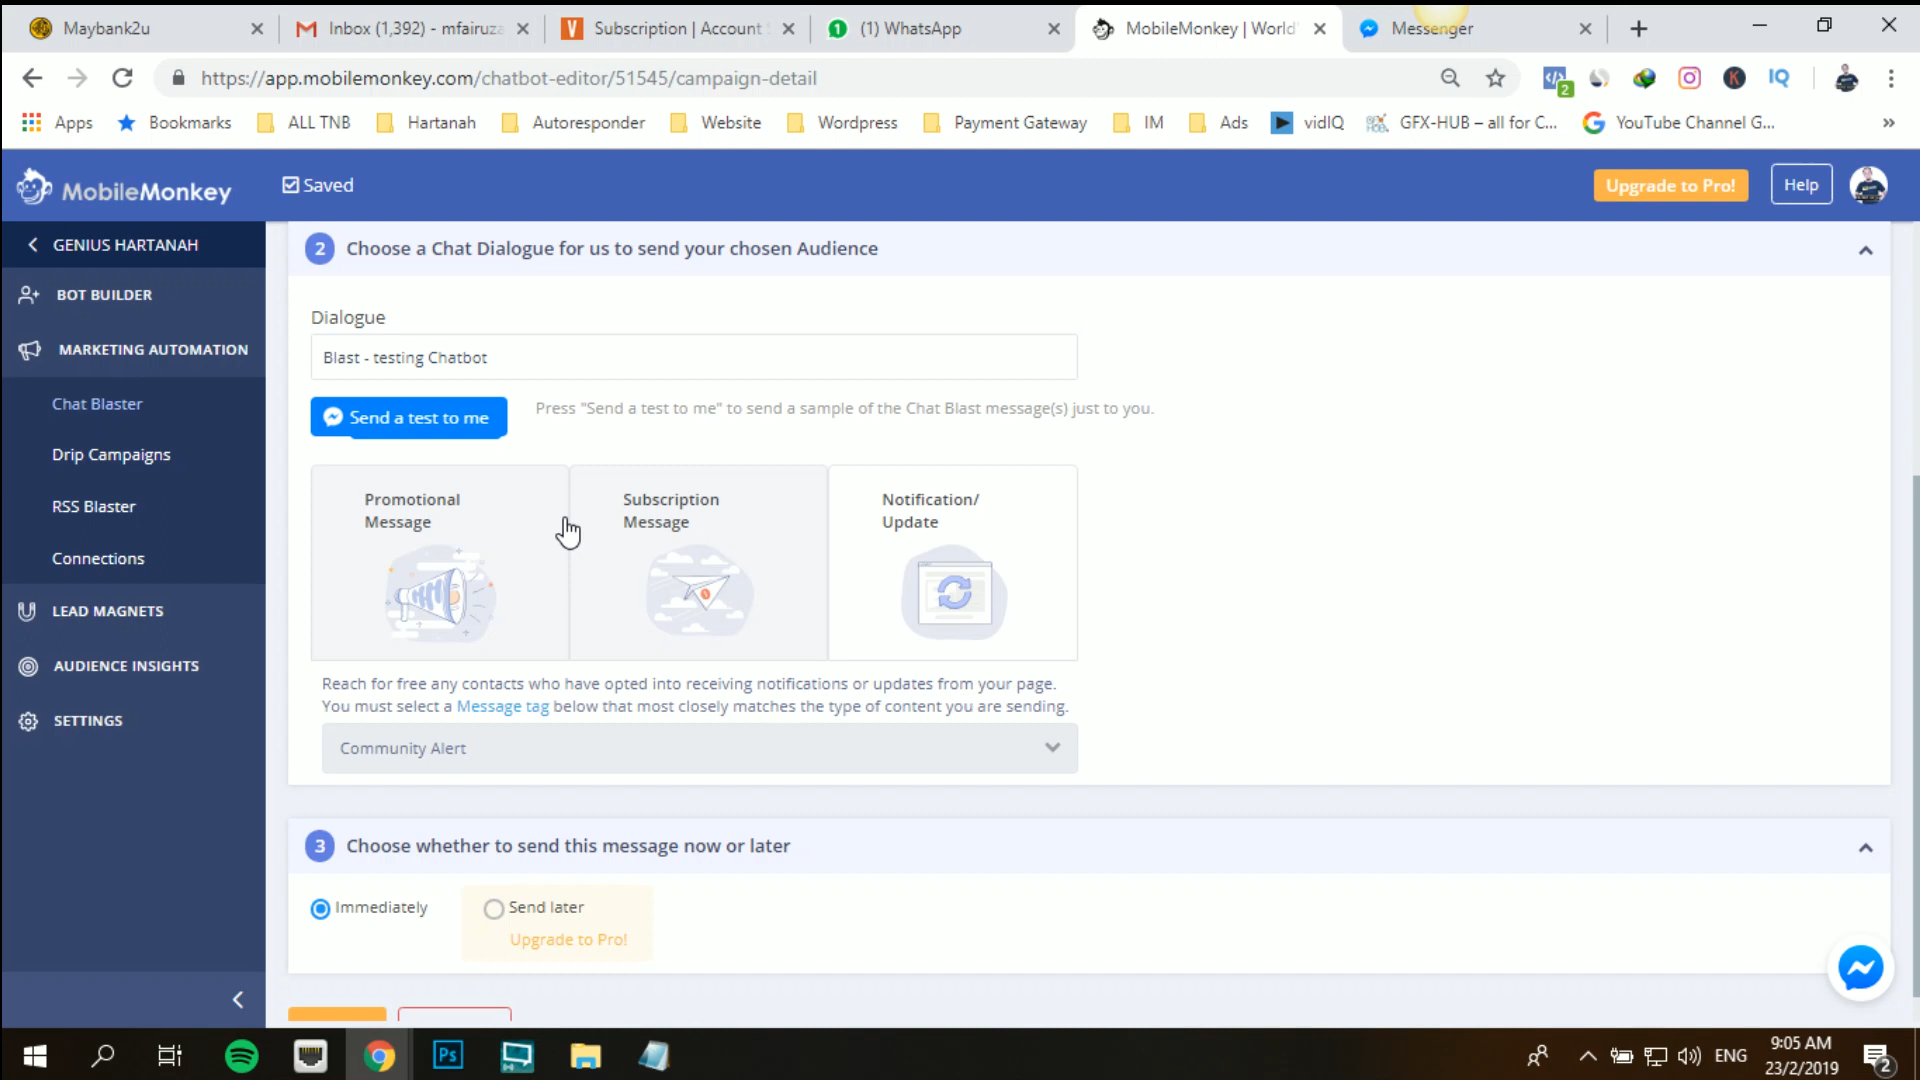 Maybank2u
Inbox (1,392) - mfairuza
Subscription | Account S
1 (1) WhatsApp
MobileMonkey | World'
Messenger
https://app.mobilemonkey.com/chatbot-editor/51545/campaign-detail
2
K
IQ
Apps
Bookmarks
ALL TNB
Hartanah
Autoresponder
Website
Wordpress
Payment Gateway
IM
Ads
vidIQ
GFX-HUB – all for C...
YouTube Channel G...
»
MobileMonkey
Saved
Upgrade to Pro!
Help
GENIUS HARTANAH
BOT BUILDER
MARKETING AUTOMATION
Chat Blaster
Drip Campaigns
RSS Blaster
Connections
LEAD MAGNETS
AUDIENCE INSIGHTS
SETTINGS
2 Choose a Chat Dialogue for us to send your chosen Audience
Dialogue
Blast - testing Chatbot
Send a test to me
Press "Send a test to me" to send a sample of the Chat Blast message(s) just to you.
Promotional
Message
Subscription
Message
Notification/
Update
Reach for free any contacts who have opted into receiving notifications or updates from your page.
You must select a Message tag below that most closely matches the type of content you are sending.
Community Alert
3 Choose whether to send this message now or later
Immediately
Send later
Upgrade to Pro!
Ps
ENG
9:05 AM
23/2/2019
2